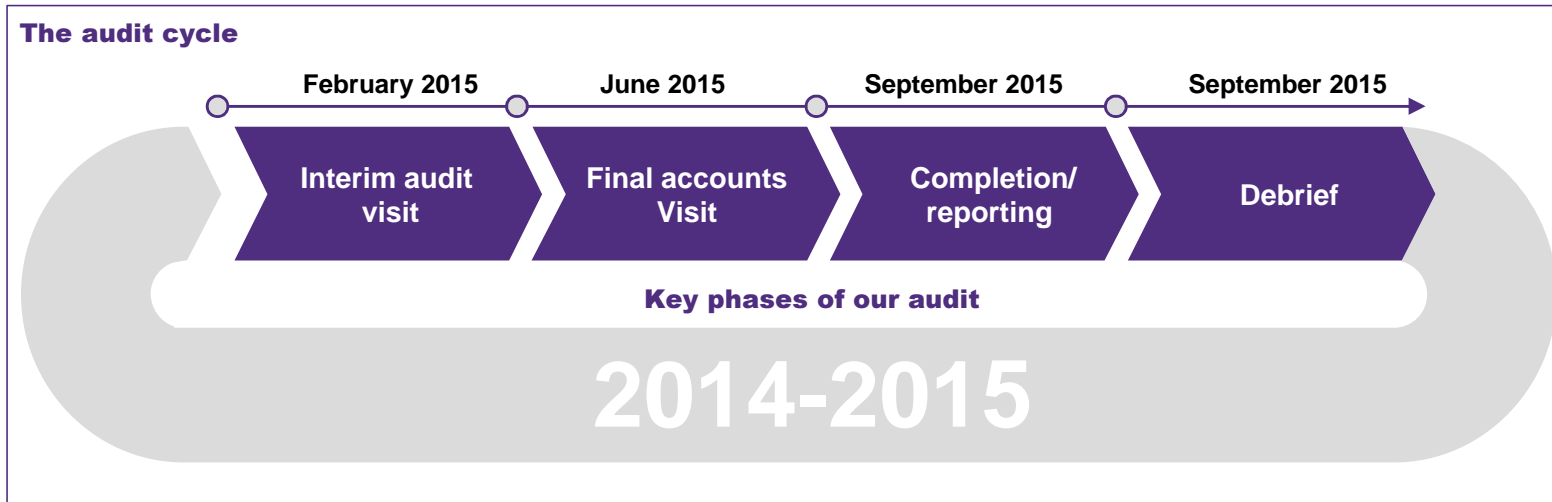 The audit cycle
February 2015 June 2015 September 2015 September 2015
Interim audit
visit
Final accounts
Visit
Completion/
reporting
Debrief
Key phases of our audit
2014-2015